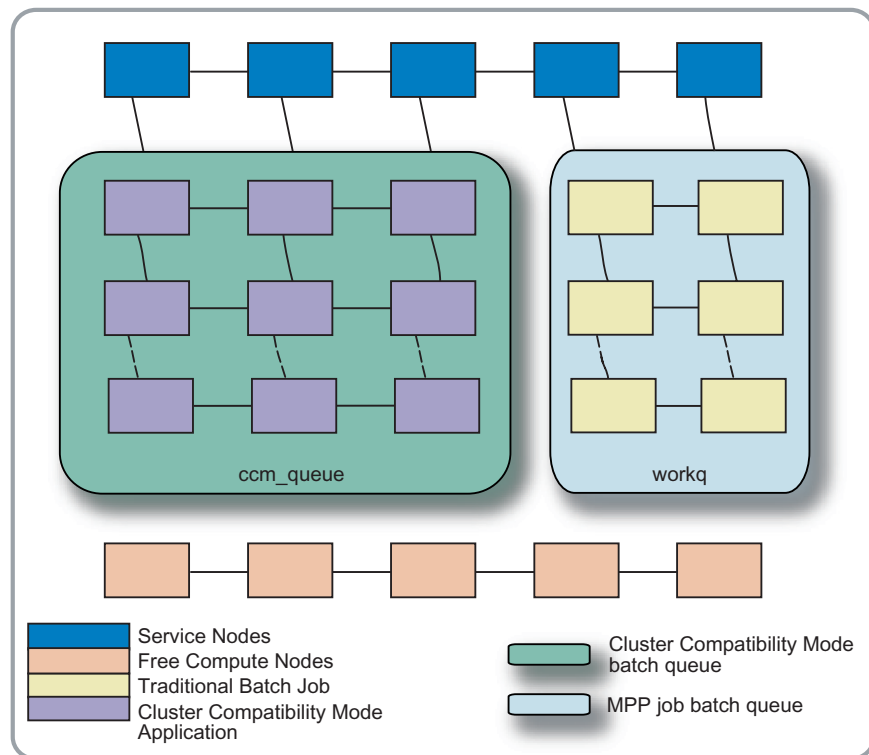 ccm_queue
workq
Service Nodes
Free Compute Nodes
Traditional Batch Job
Cluster Compatibility Mode
Application
Cluster Compatibility Mode
batch queue
MPP job batch queue